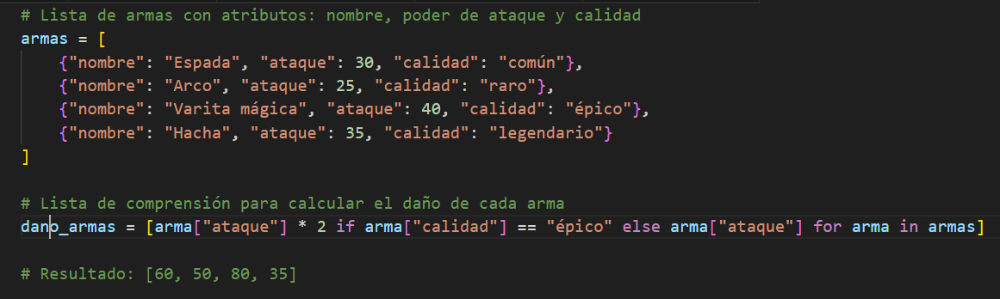 # Lista de armas con atributos: nombre, poder de ataque y calidad
armas = [
    {"nombre": "Espada", "ataque": 30, "calidad": "común"},
    {"nombre": "Arco", "ataque": 25, "calidad": "raro"},
    {"nombre": "Varita mágica", "ataque": 40, "calidad": "épico"},
    {"nombre": "Hacha", "ataque": 35, "calidad": "legendario"}
]
# Lista de comprensión para calcular el daño de cada arma
dano_armas = [arma["ataque"] * 2 if arma["calidad"] == "épico" else arma["ataque"] for arma in armas]
# Resultado: [60, 50, 80, 35]